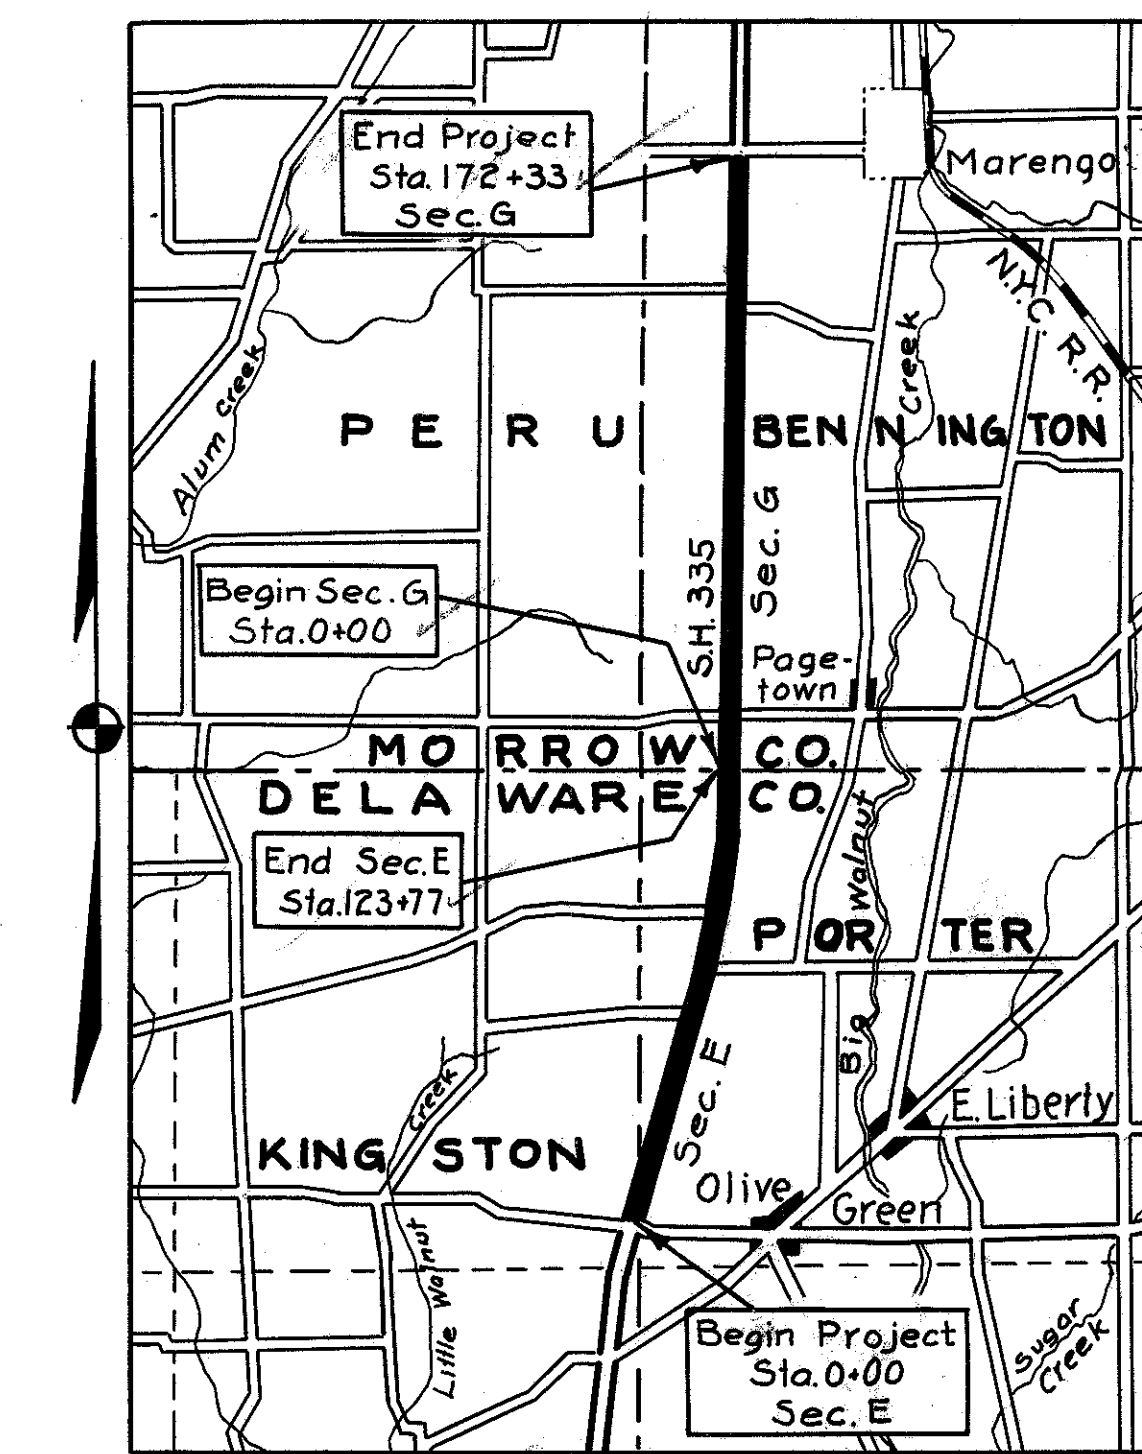 End Project
Sta. 172+33
Sec. G
Marengo
N.Y.C. R.R.
Alum Creek
Creek
PERU
BENNINGTON
S.H. 335
Sec. G
Begin Sec. G
Sta. 0+00
Page-
town
MORROW CO.
DELAWARE CO.
End Sec. E
Sta. 123+77
Big Walnut
PORTER
Sec. E
Creek
E. Liberty
KINGSTON
Olive
Green
Little Walnut
Begin Project
Sta. 0+00
Sec. E
Sugar
Creek